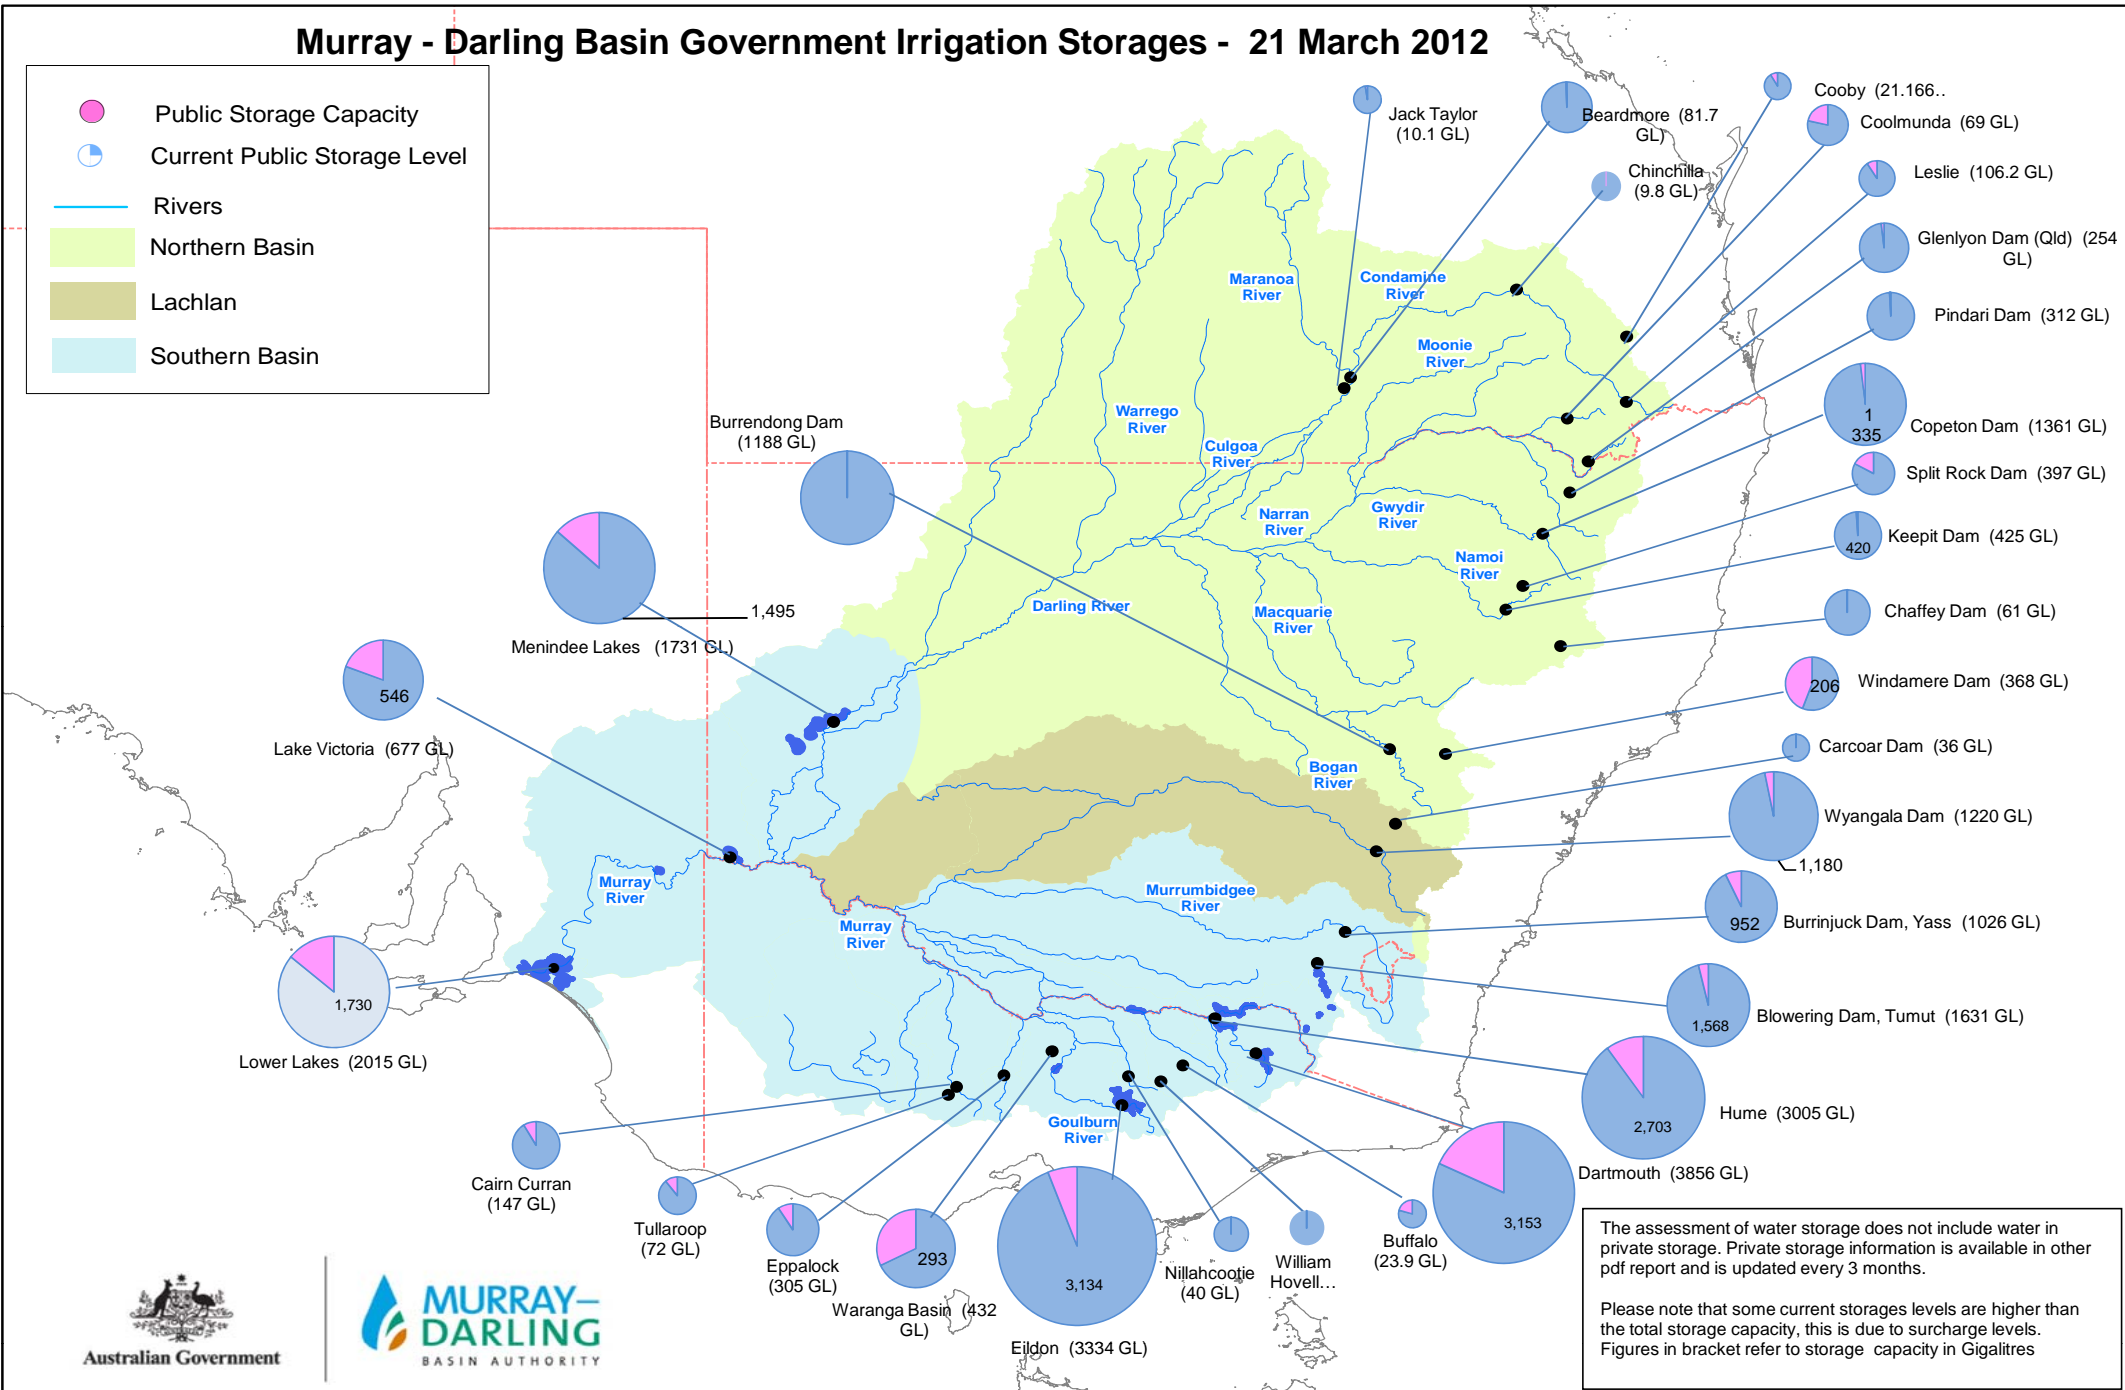 Murray - Darling Basin Government Irrigation Storages -  21 March 2012
Public Storage Capacity
Current Public Storage Level
Rivers
Northern Basin
Lachlan
Southern Basin
Jack Taylor
(10.1 GL)
Beardmore  (81.7
GL)
Cooby  (21.166..
Coolmunda  (69 GL)
Chinchilla
(9.8 GL)
Leslie  (106.2 GL)
Glenlyon Dam (Qld)  (254
GL)
Pindari Dam  (312 GL)
1
335
Copeton Dam  (1361 GL)
Split Rock Dam  (397 GL)
420
Keepit Dam  (425 GL)
Chaffey Dam  (61 GL)
206
Windamere Dam  (368 GL)
Carcoar Dam  (36 GL)
Wyangala Dam  (1220 GL)
1,180
952
Burrinjuck Dam, Yass  (1026 GL)
1,568
Blowering Dam, Tumut  (1631 GL)
2,703
Hume  (3005 GL)
Dartmouth  (3856 GL)
3,153
Burrendong Dam
(1188 GL)
1,495
Menindee Lakes   (1731 GL)
546
Lake Victoria  (677 GL)
1,730
Lower Lakes  (2015 GL)
Maranoa
River
Condamine
River
Moonie
River
Warrego
River
Culgoa
River
Narran
River
Gwydir
River
Namoi
River
Darling River
Macquarie
River
Bogan
River
Murray
River
Murrumbidgee
River
Murray
River
Goulburn
River
Cairn Curran
(147 GL)
Tullaroop
(72 GL)
Eppalock
(305 GL)
293
Waranga Basin  (432
GL)
3,134
Eildon  (3334 GL)
Nillahcootie
(40 GL)
William
Hovell...
Buffalo
(23.9 GL)
The assessment of water storage does not include water in
private storage. Private storage information is available in other
pdf report and is updated every 3 months.
Please note that some current storages levels are higher than
the total storage capacity, this is due to surcharge levels.
Figures in bracket refer to storage  capacity in Gigalitres
Australian Government
MURRAY–
DARLING
BASIN AUTHORITY